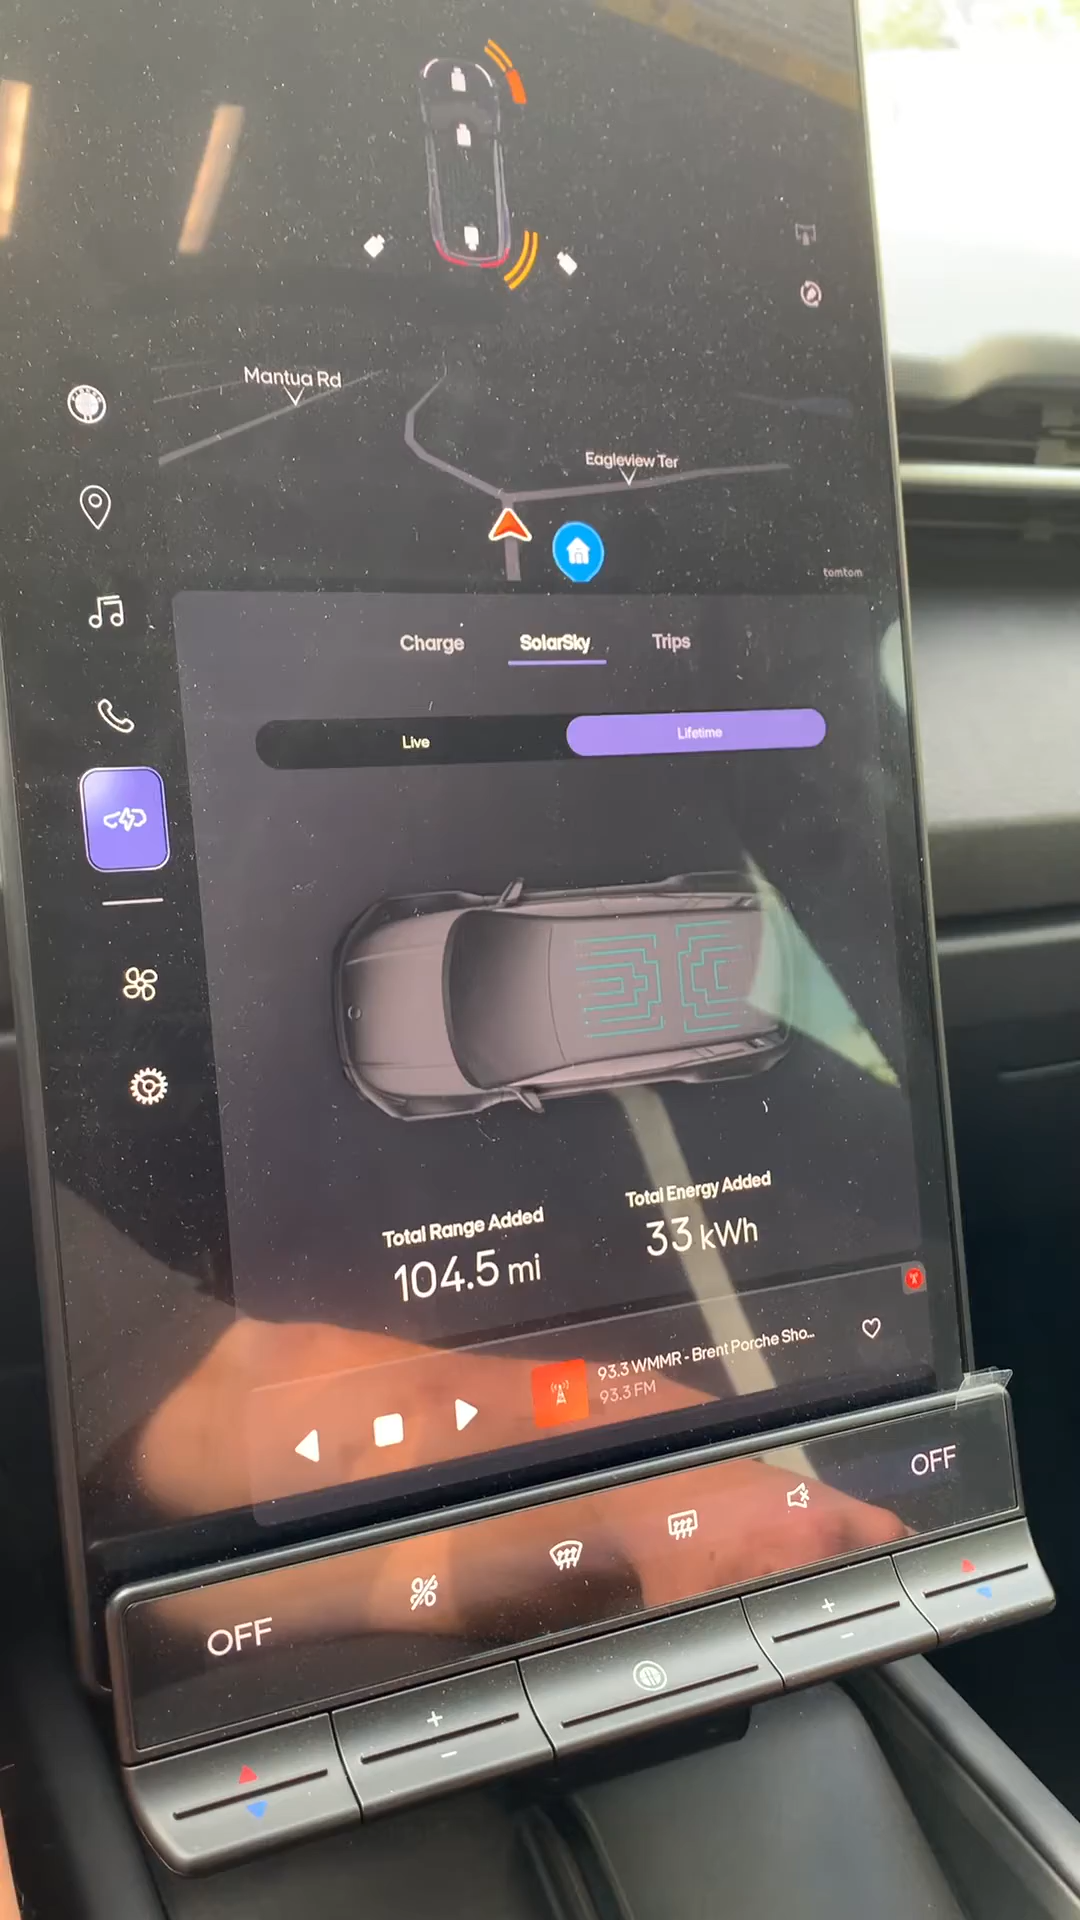 Mantua Rd
Eagleview Ter
tomtom
Charge SolarSky Trips
Live Lifetime
Total Range Added
104.5 mi
Total Energy Added
33 kWh
93.3 WMMR - Brent Porche Sho...
93.3 FM
OFF
OFF
+
-
+
-